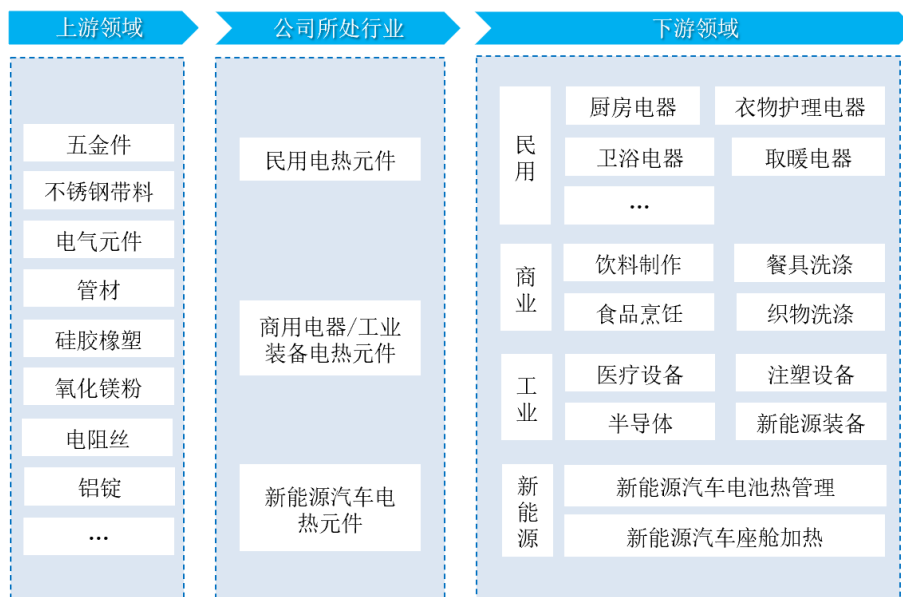 上游领域
公司所处行业
下游领域
五金件
不锈钢带料
电气元件
管材
硅胶橡塑
氧化镁粉
电阻丝
铝锭
...
民用电热元件
商用电器/工业
装备电热元件
新能源汽车电
热元件
民用
厨房电器
衣物护理电器
卫浴电器
取暖电器
...
商业
饮料制作
餐具洗涤
食品烹饪
织物洗涤
工业
医疗设备
注塑设备
半导体
新能源装备
新能源
新能源汽车电池热管理
新能源汽车座舱加热